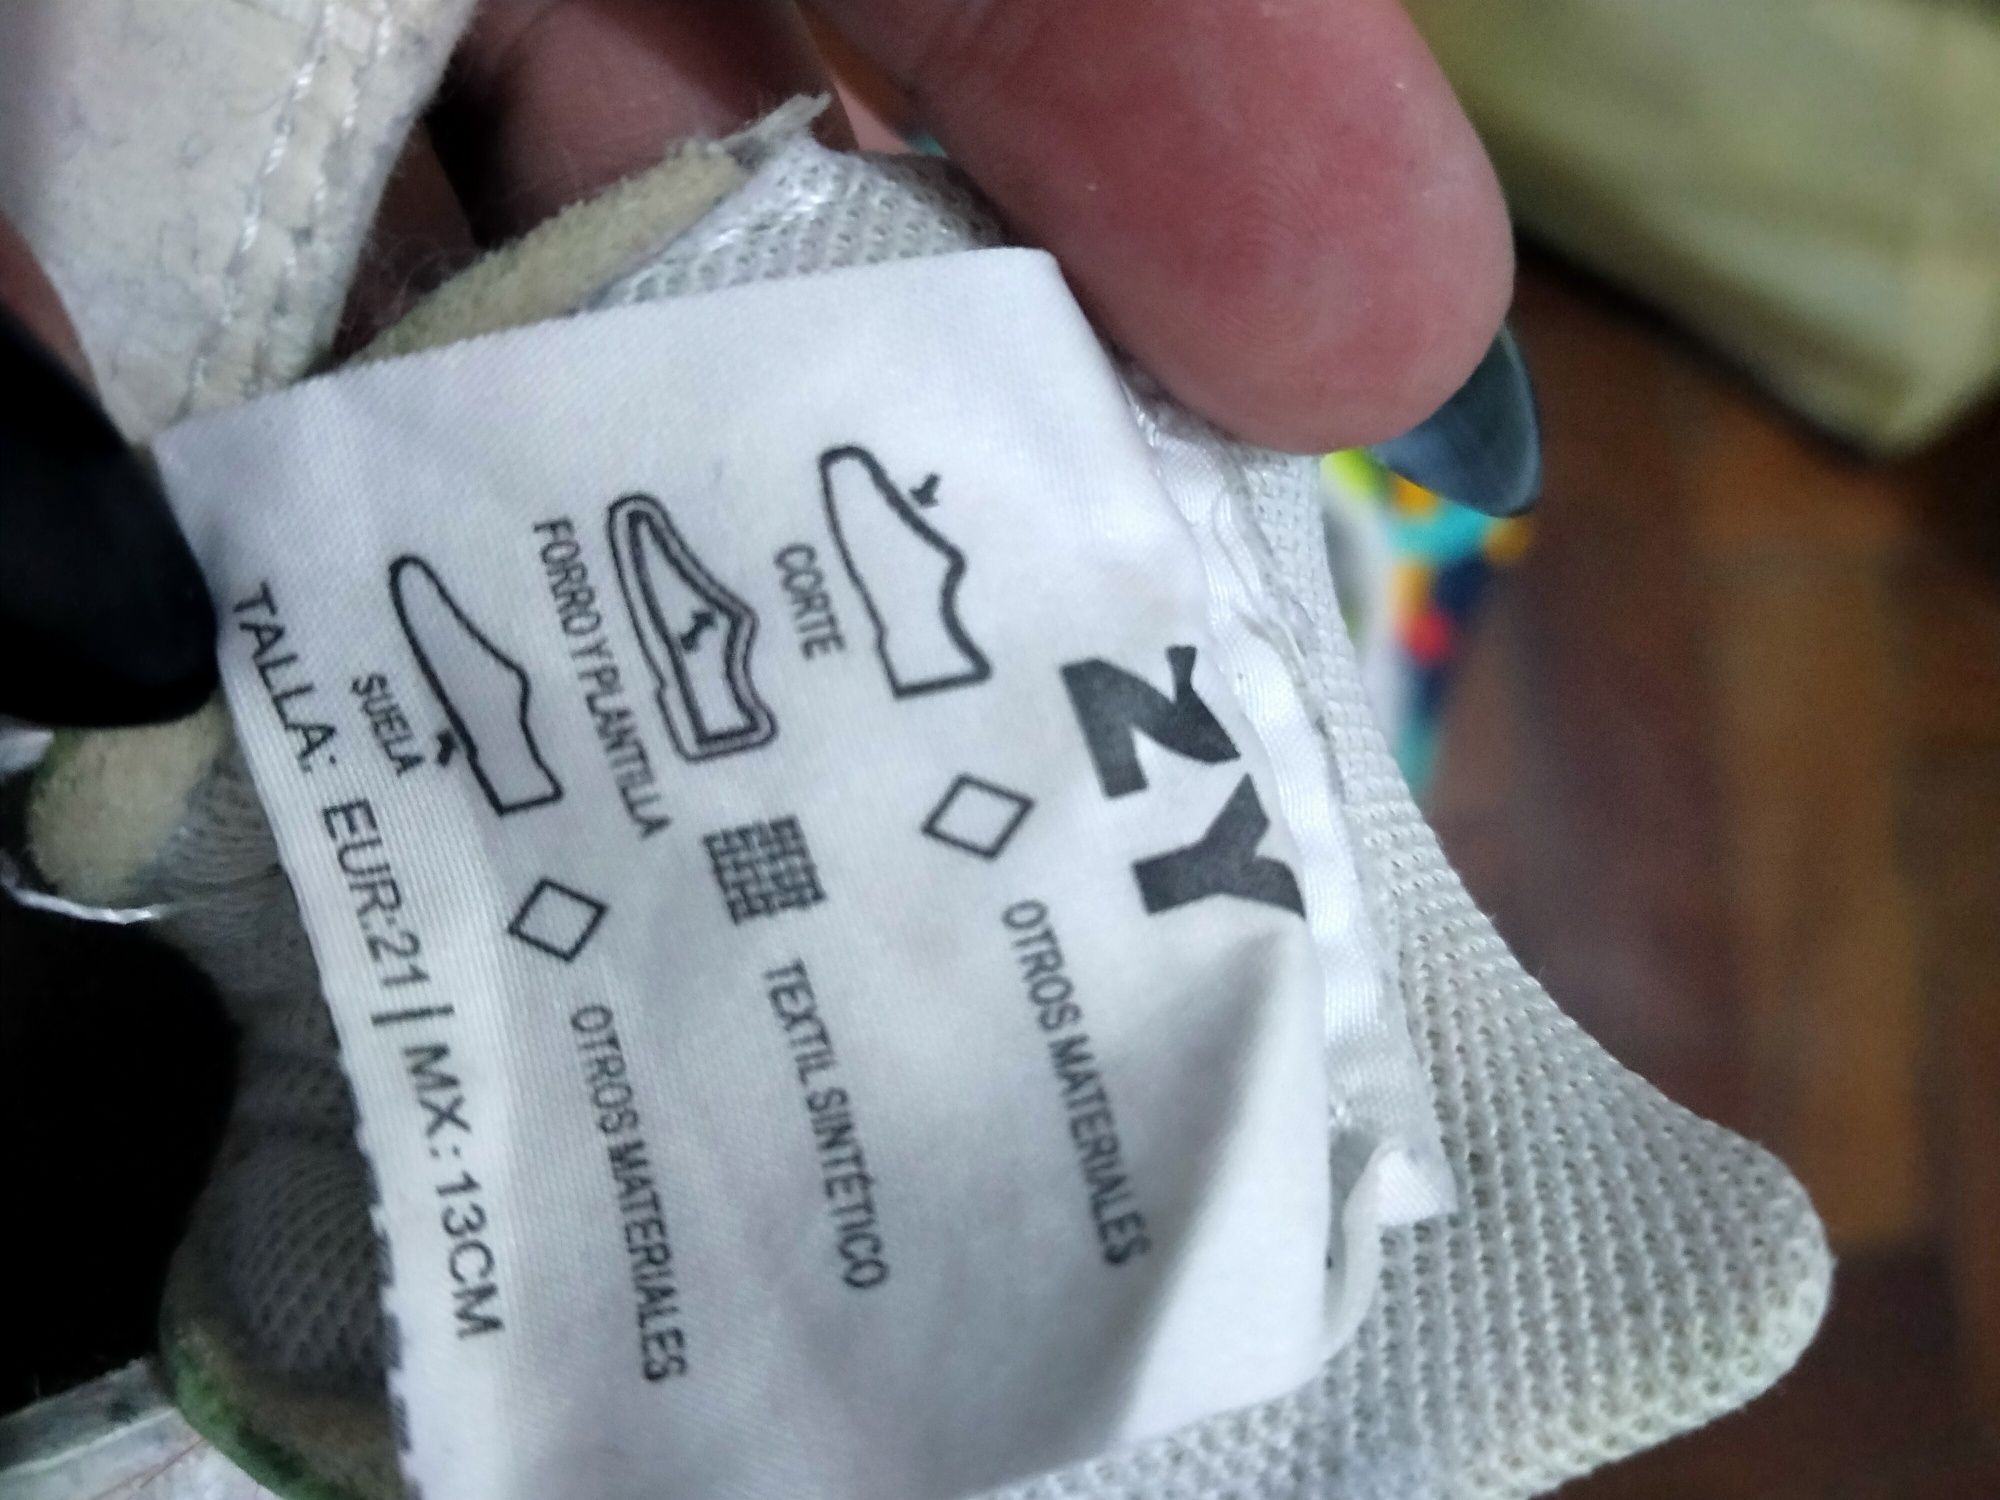 ZY
CORTE
OTROS MATERIALES
FORRO Y PLANTILLA
TEXTIL SINTÉTICO
SUELA
OTROS MATERIALES
TALLA: EUR:21 | MX: 13CM